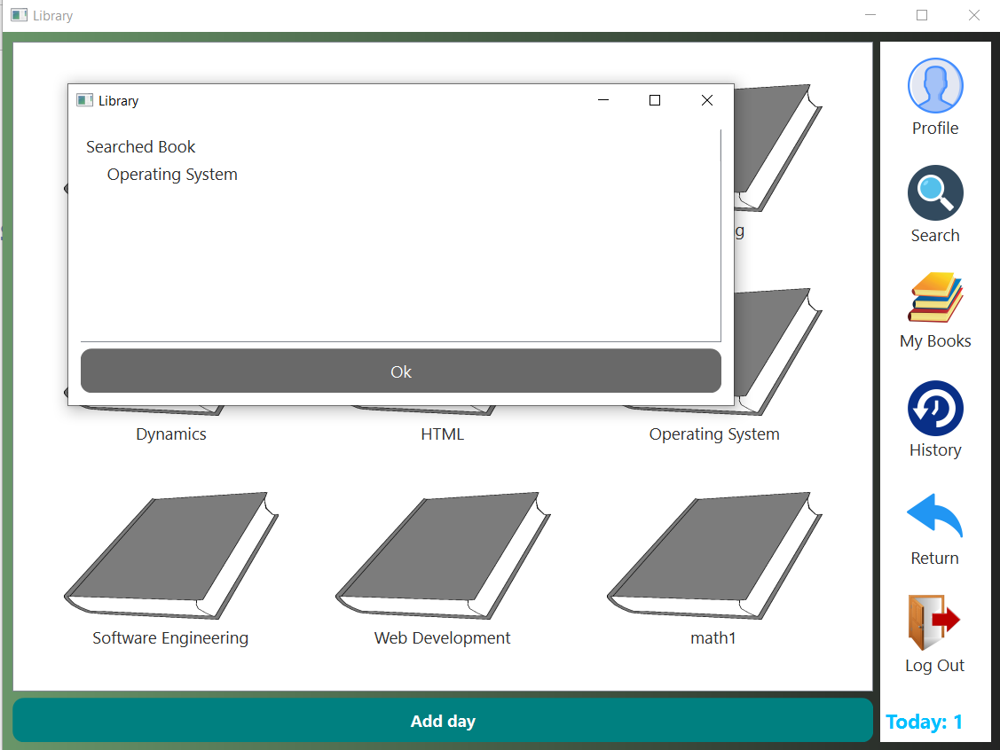 Library
Library
Searched Book
Operating System
Ok
g
Dynamics
HTML
Operating System
Software Engineering
Web Development
math1
Add day
Profile
Search
My Books
History
Return
Log Out
Today: 1